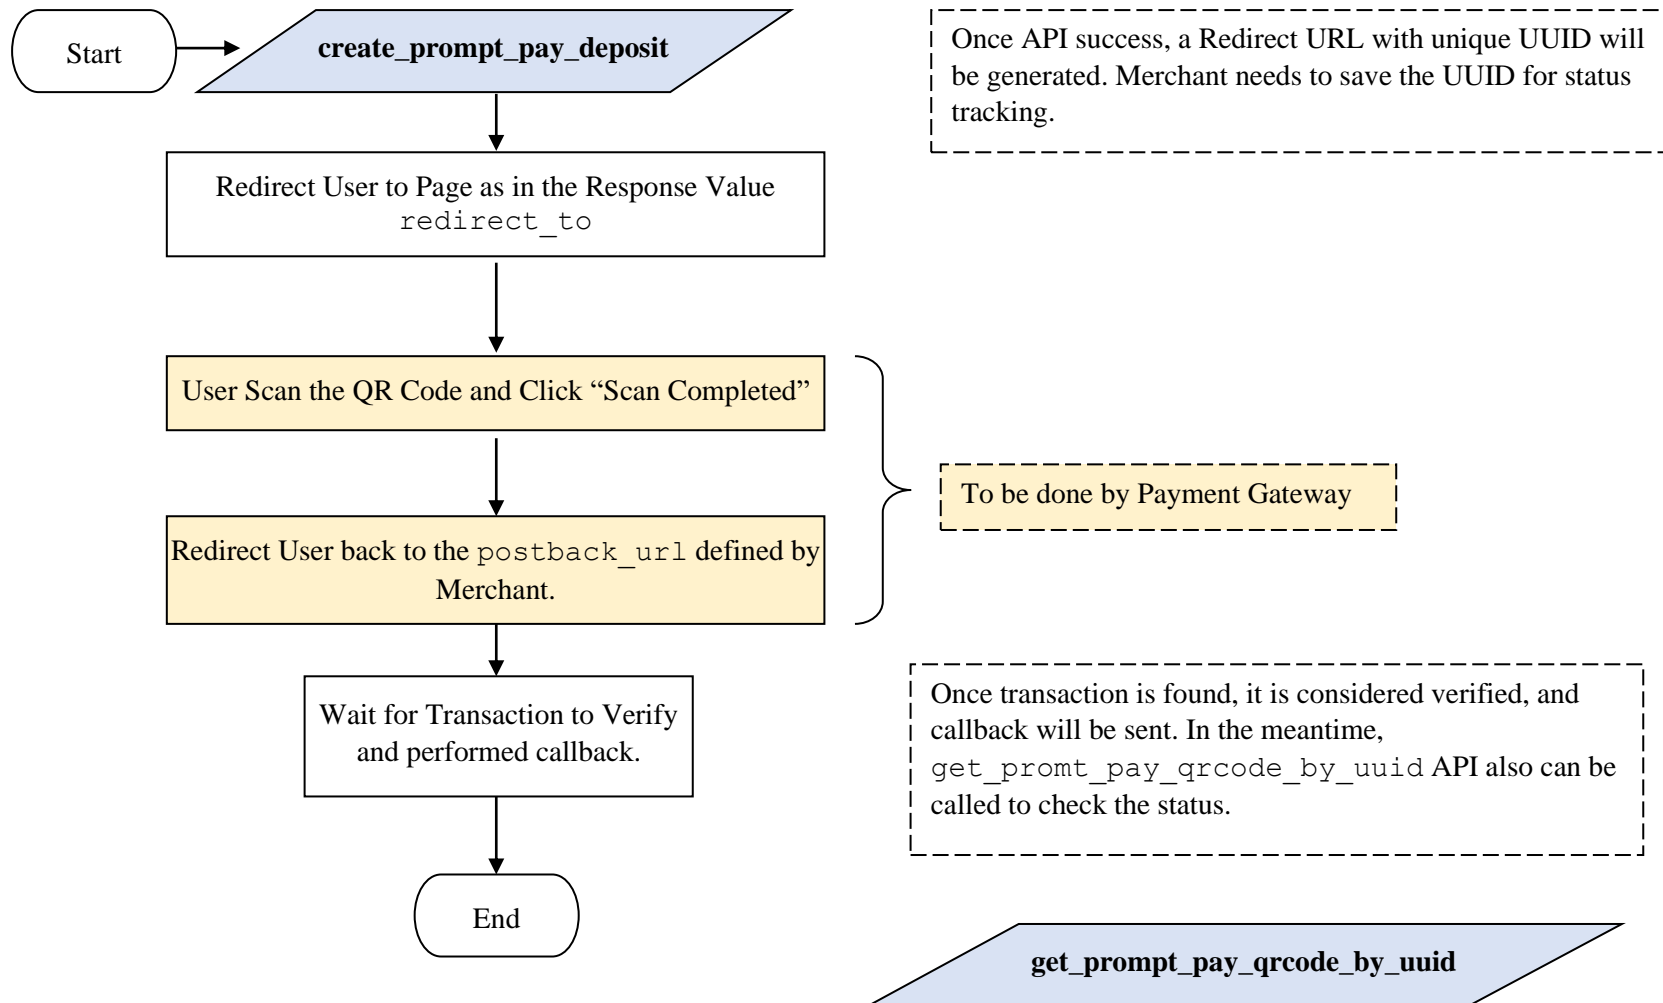 Start
create_prompt_pay_deposit
Once API success, a Redirect URL with unique UUID will
be generated. Merchant needs to save the UUID for status
tracking.
Redirect User to Page as in the Response Value
redirect_to
User Scan the QR Code and Click “Scan Completed”
To be done by Payment Gateway
Redirect User back to the postback_url defined by
Merchant.
Wait for Transaction to Verify
and performed callback.
Once transaction is found, it is considered verified, and
callback will be sent. In the meantime,
get_promt_pay_qrcode_by_uuid API also can be
called to check the status.
End
get_prompt_pay_qrcode_by_uuid